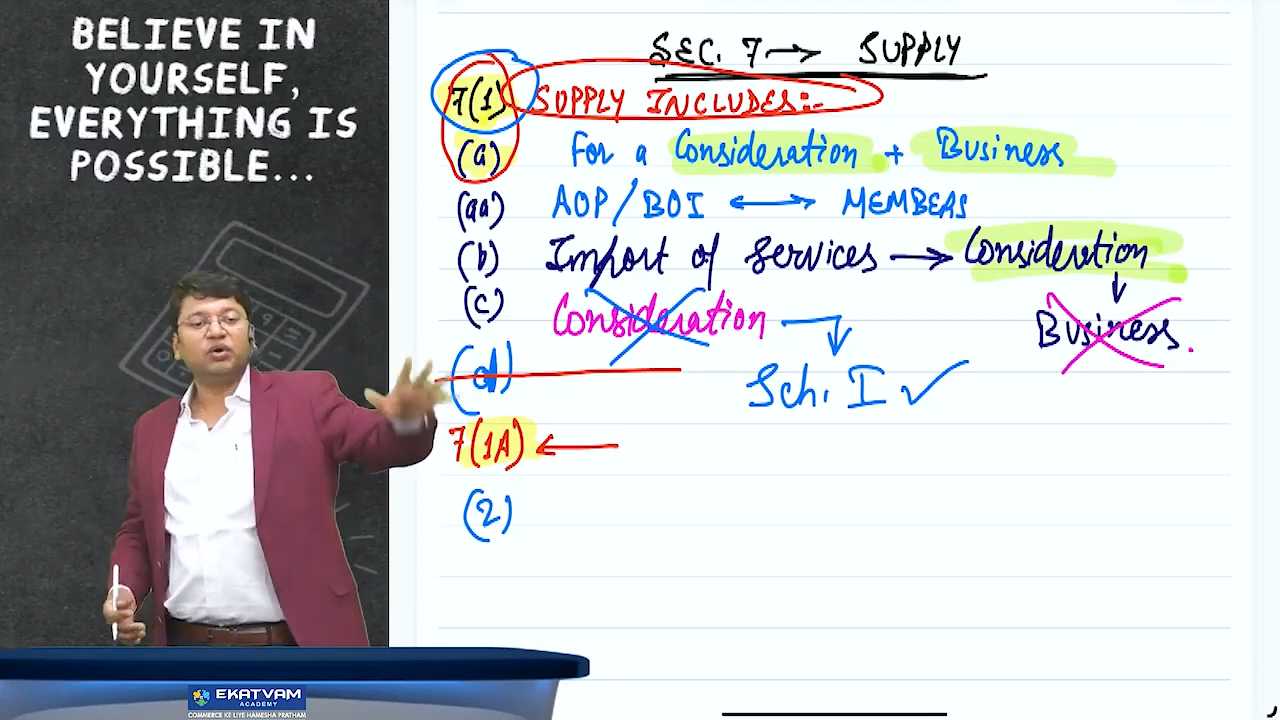 BELIEVE IN
YOURSELF,
EVERYTHING IS
POSSIBLE...
SEC. 7 → SUPPLY
7(1) SUPPLY INCLUDES:-
(a) For a Consideration + Business
(aa) AOP/BOI ↔ MEMBERS
(b) Import of Services → Consideration
↓
(c) Consideration → Business.
(d) Sch. I ✓
7(1A) ←
(2)
EKATVAM
ACADEMY
COMMERCE KE LIYE HAMESHA PRATHAM